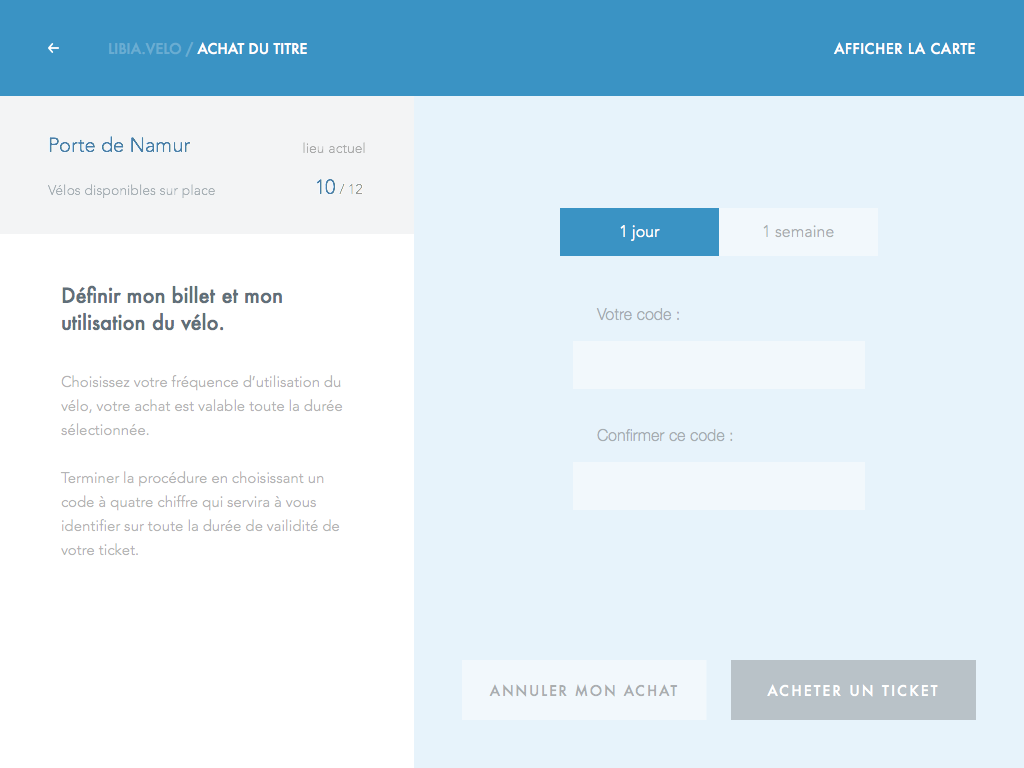 LIBIA.VELO / ACHAT DU TITRE
AFFICHER LA CARTE
Porte de Namur
lieu actuel
Vélos disponibles sur place
10 / 12
Définir mon billet et mon
utilisation du vélo.
Choisissez votre fréquence d’utilisation du
vélo, votre achat est valable toute la durée
sélectionnée.
Terminer la procédure en choisissant un
code à quatre chiffre qui servira à vous
identifier sur toute la durée de vailidité de
votre ticket.
1 jour
1 semaine
Votre code :
Confirmer ce code :
ANNULER MON ACHAT
ACHETER UN TICKET